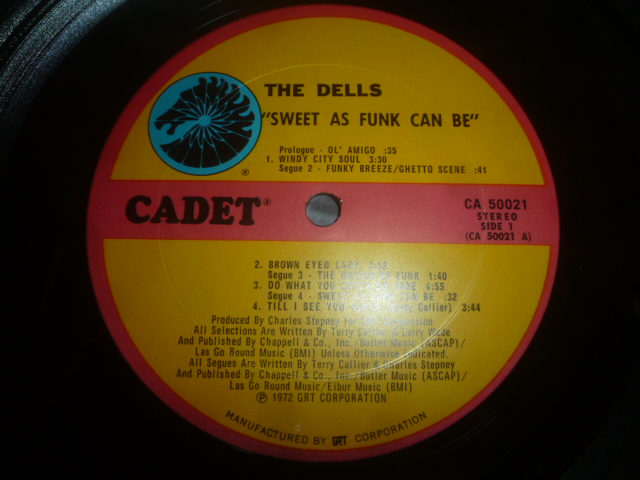 THE DELLS
"SWEET AS FUNK CAN BE"
Prologue - OL' AMIGO :35
1. WINDY CITY SOUL 3:30
Segue 2 - FUNKY BREEZE/GHETTO SCENE :41
®
CADET®
CA 50021
STEREO
SIDE 1
(CA 50021 A)
2. BROWN EYED
Segue 3 - THE OF FUNK 1:40
3. DO WHAT YOU 4:55
Segue 4 - CAN BE :32
4. TILL I SEE YOU Callier) 3:44
Produced By Charles Stepney for Corporation
All Selections Are Written By Terry Callier & Larry Wade
And Published By Chappell & Co., Inc./Butler Music (ASCAP)/
Las Go Round Music (BMI) Unless Otherwise Indicated.
All Segues Are Written By Terry Callier & Charles Stepney
And Published By Chappell & Co., Inc./Butler Music (ASCAP)/
Las Go Round Music/Eibur Music (BMI)
℗ 1972 GRT CORPORATION
MANUFACTURED BY GRT CORPORATION